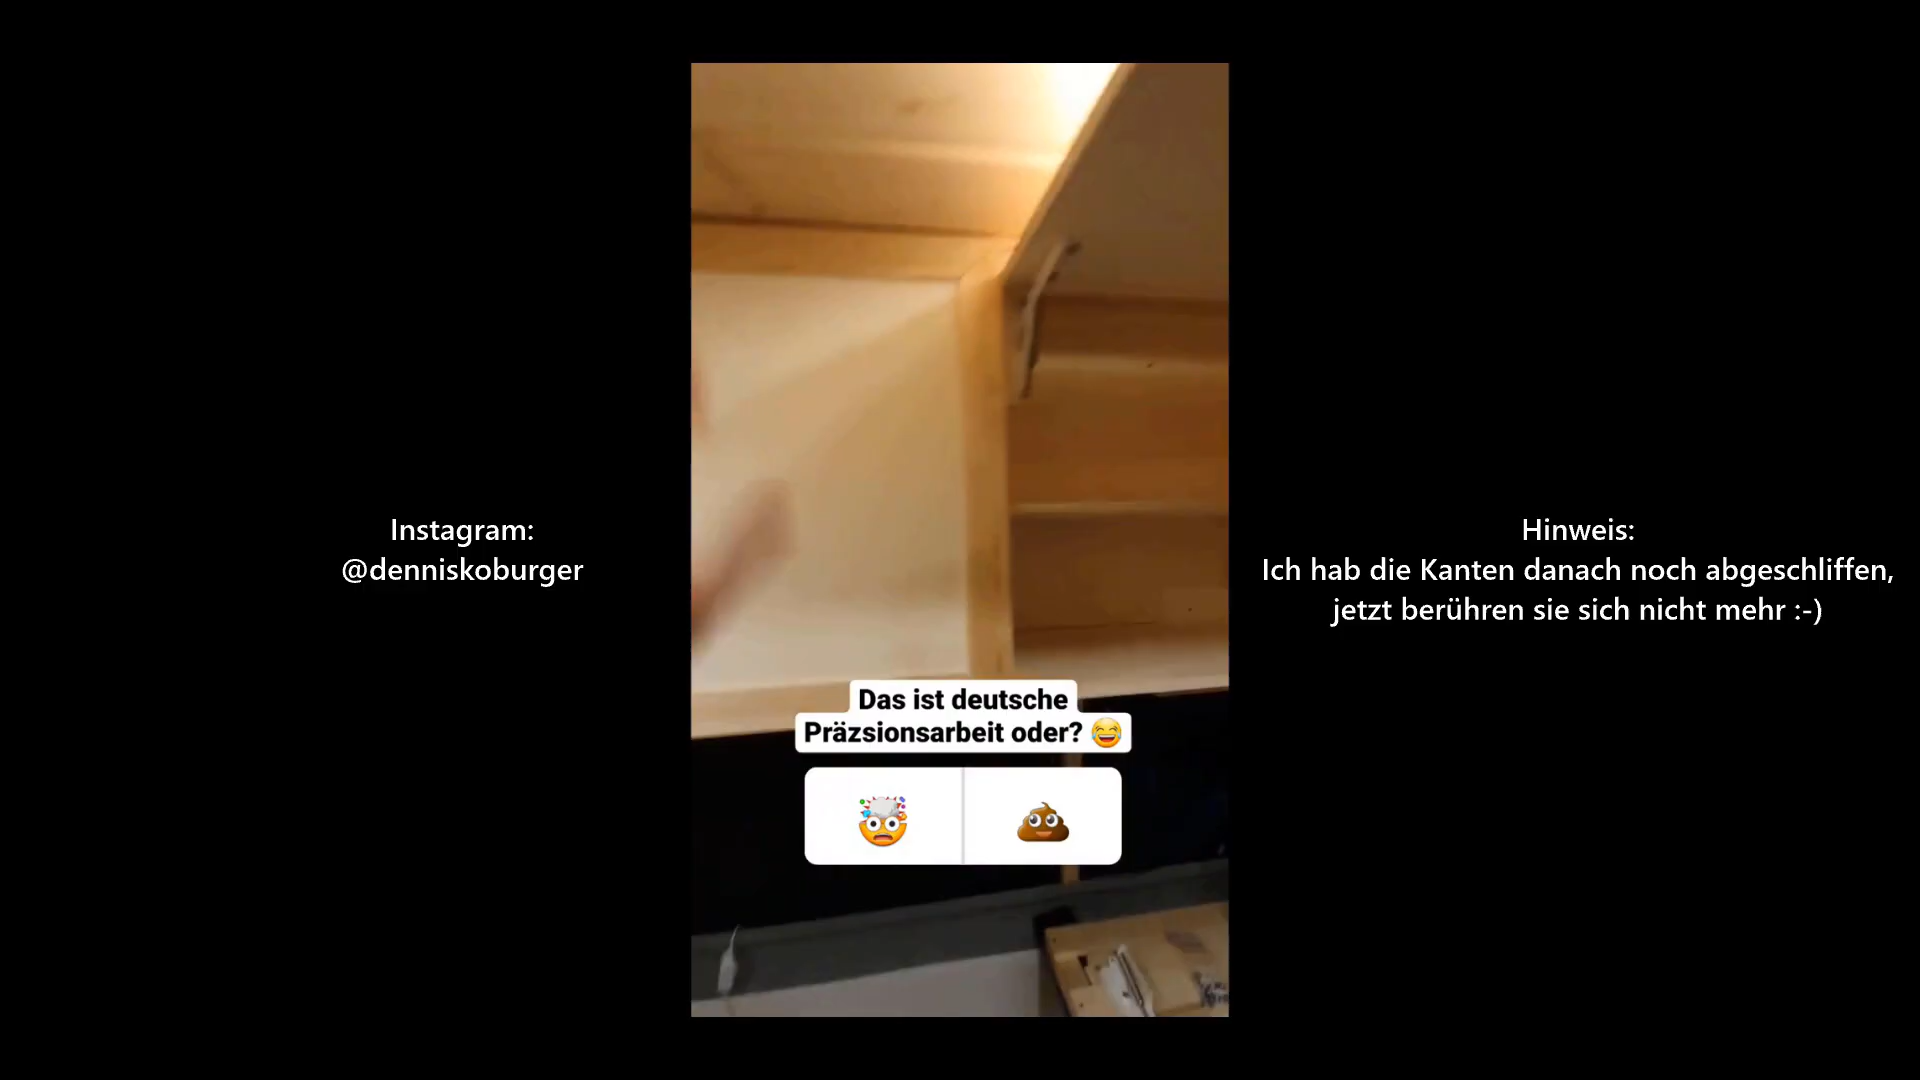 Instagram:
@denniskoburger
Das ist deutsche
Präzsionsarbeit oder? 😂
🤯 💩
Hinweis:
Ich hab die Kanten danach noch abgeschliffen,
jetzt berühren sie sich nicht mehr :-)